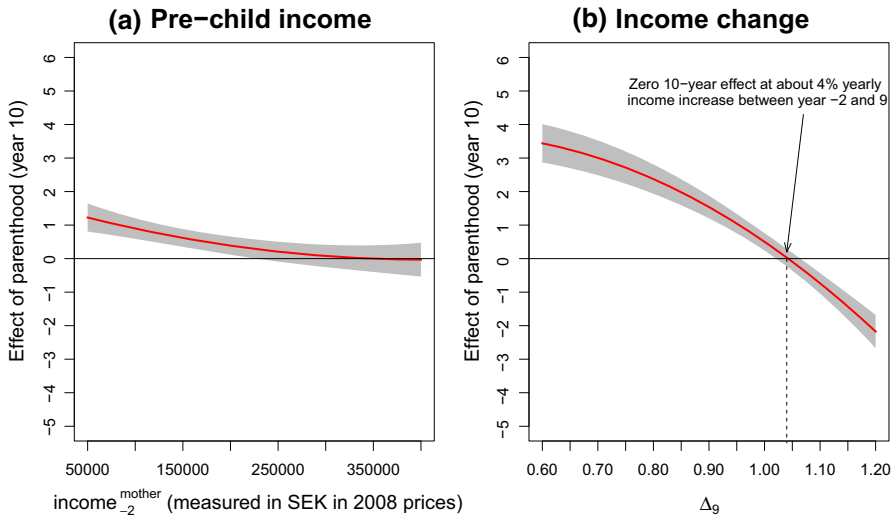 (a) Pre−child income
Effect of parenthood (year 10)
6
5
4
3
2
1
0
−1
−2
−3
−4
−5
50000 150000 250000 350000
income mother −2 (measured in SEK in 2008 prices)
(b) Income change
Zero 10−year effect at about 4% yearly
income increase between year −2 and 9
Effect of parenthood (year 10)
6
5
4
3
2
1
0
−1
−2
−3
−4
−5
0.60 0.70 0.80 0.90 1.00 1.10 1.20
Δ9